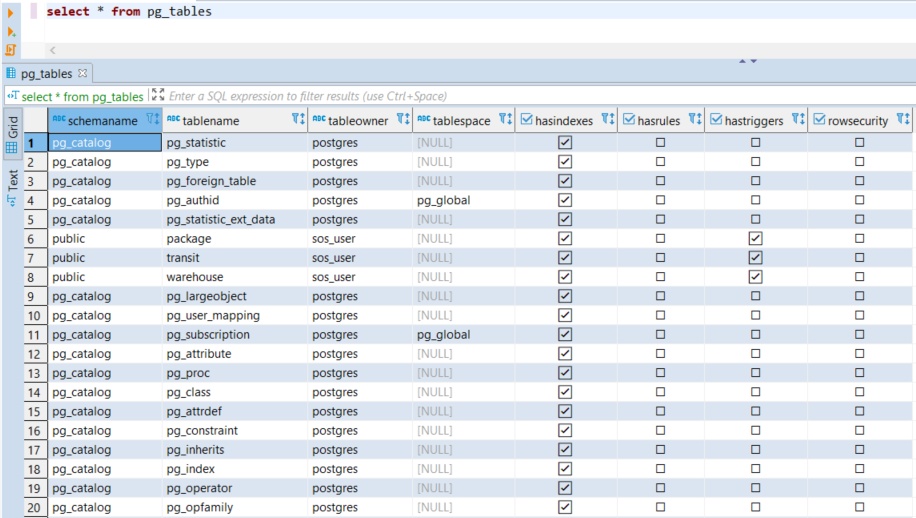 select * from pg_tables
pg_tables
select * from pg_tables Enter a SQL expression to filter results (use Ctrl+Space)
Grid
Text
ABC schemaname ABC tablename ABC tableowner ABC tablespace hasindexes hasrules hastriggers rowsecurity
1 pg_catalog pg_statistic postgres [NULL]
2 pg_catalog pg_type postgres [NULL]
3 pg_catalog pg_foreign_table postgres [NULL]
4 pg_catalog pg_authid postgres pg_global
5 pg_catalog pg_statistic_ext_data postgres [NULL]
6 public package sos_user [NULL]
7 public transit sos_user [NULL]
8 public warehouse sos_user [NULL]
9 pg_catalog pg_largeobject postgres [NULL]
10 pg_catalog pg_user_mapping postgres [NULL]
11 pg_catalog pg_subscription postgres pg_global
12 pg_catalog pg_attribute postgres [NULL]
13 pg_catalog pg_proc postgres [NULL]
14 pg_catalog pg_class postgres [NULL]
15 pg_catalog pg_attrdef postgres [NULL]
16 pg_catalog pg_constraint postgres [NULL]
17 pg_catalog pg_inherits postgres [NULL]
18 pg_catalog pg_index postgres [NULL]
19 pg_catalog pg_operator postgres [NULL]
20 pg_catalog pg_opfamily postgres [NULL]